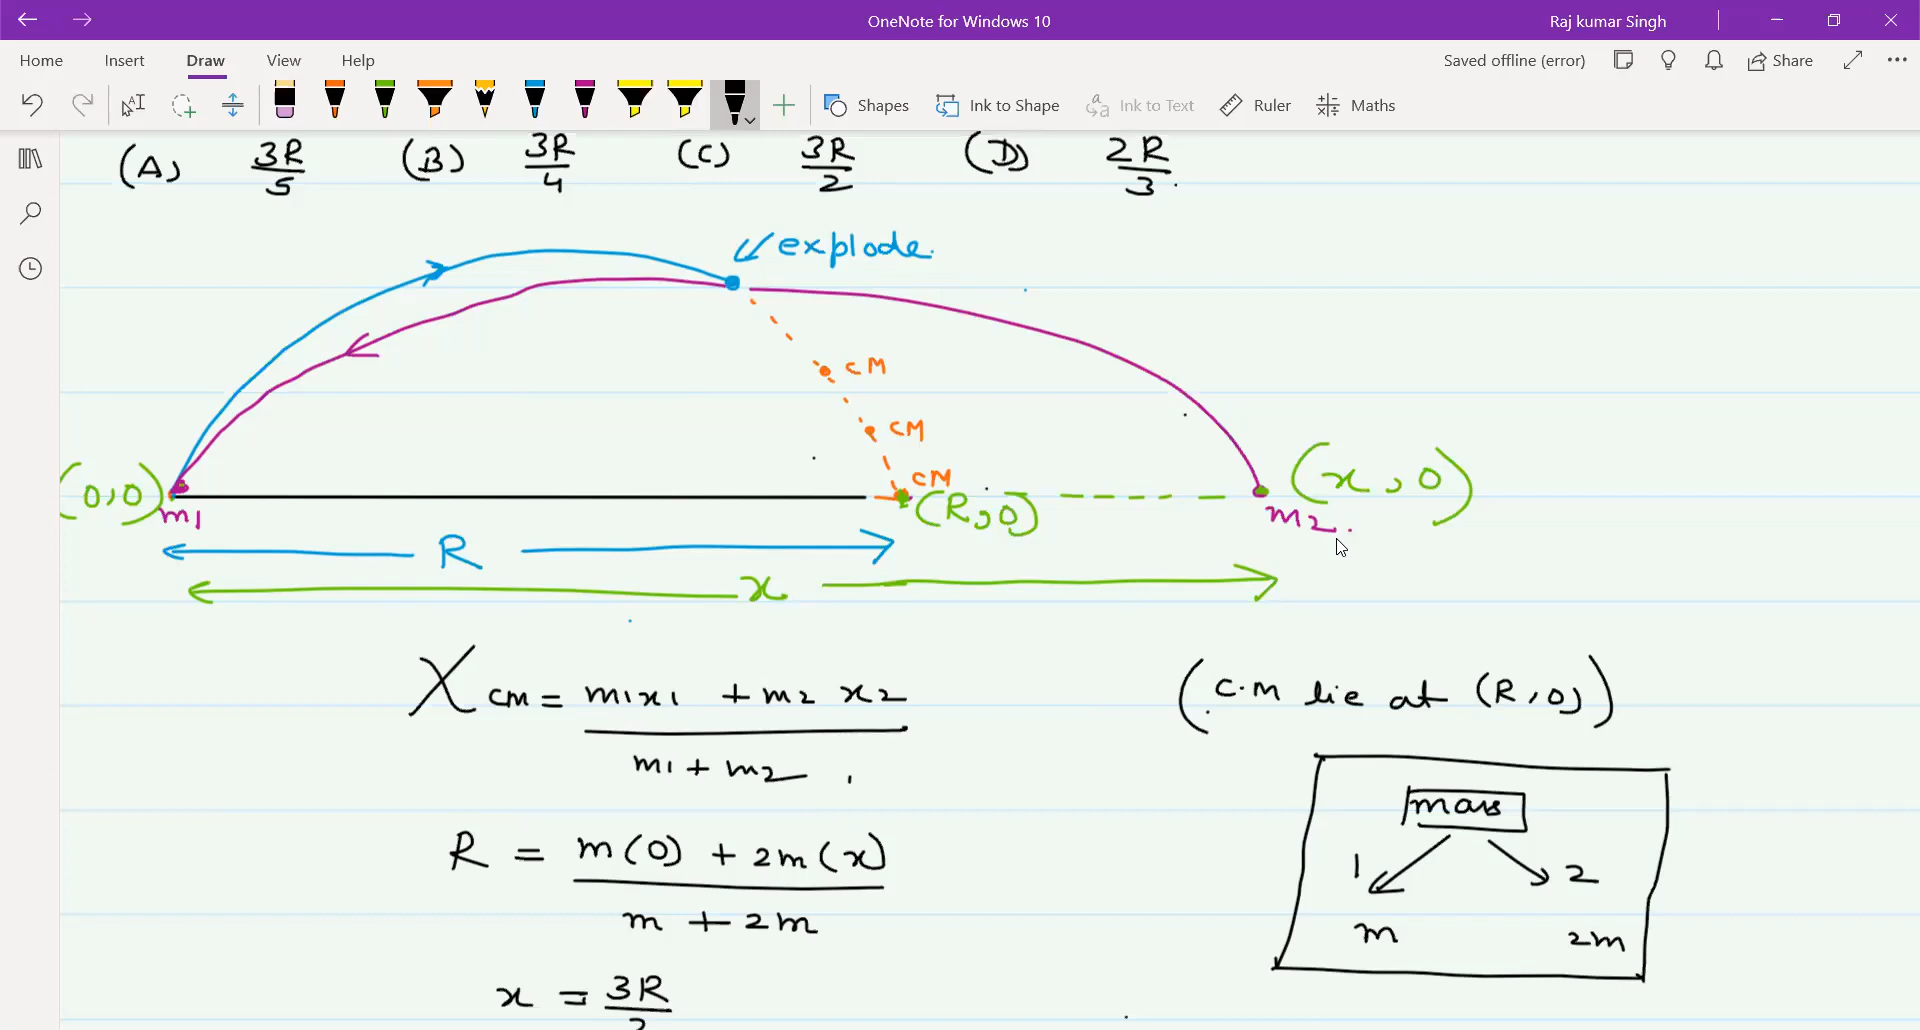 OneNote for Windows 10
Raj kumar Singh
Home Insert Draw View Help
Saved offline (error)
Share
Shapes Ink to Shape Ink to Text Ruler Maths
(A) 3R/5 (B) 3R/4 (C) 3R/2 (D) 2R/3.
explode.
CM
CM
CM
(0,0) (R,0) (x,0)
m1 m2.
R
x
Xcm = m1x1 + m2x2
m1 + m2
(C.M lie at (R,0))
mass
R = m(0) + 2m(x)
m + 2m
1 2
m 2m
x = 3R